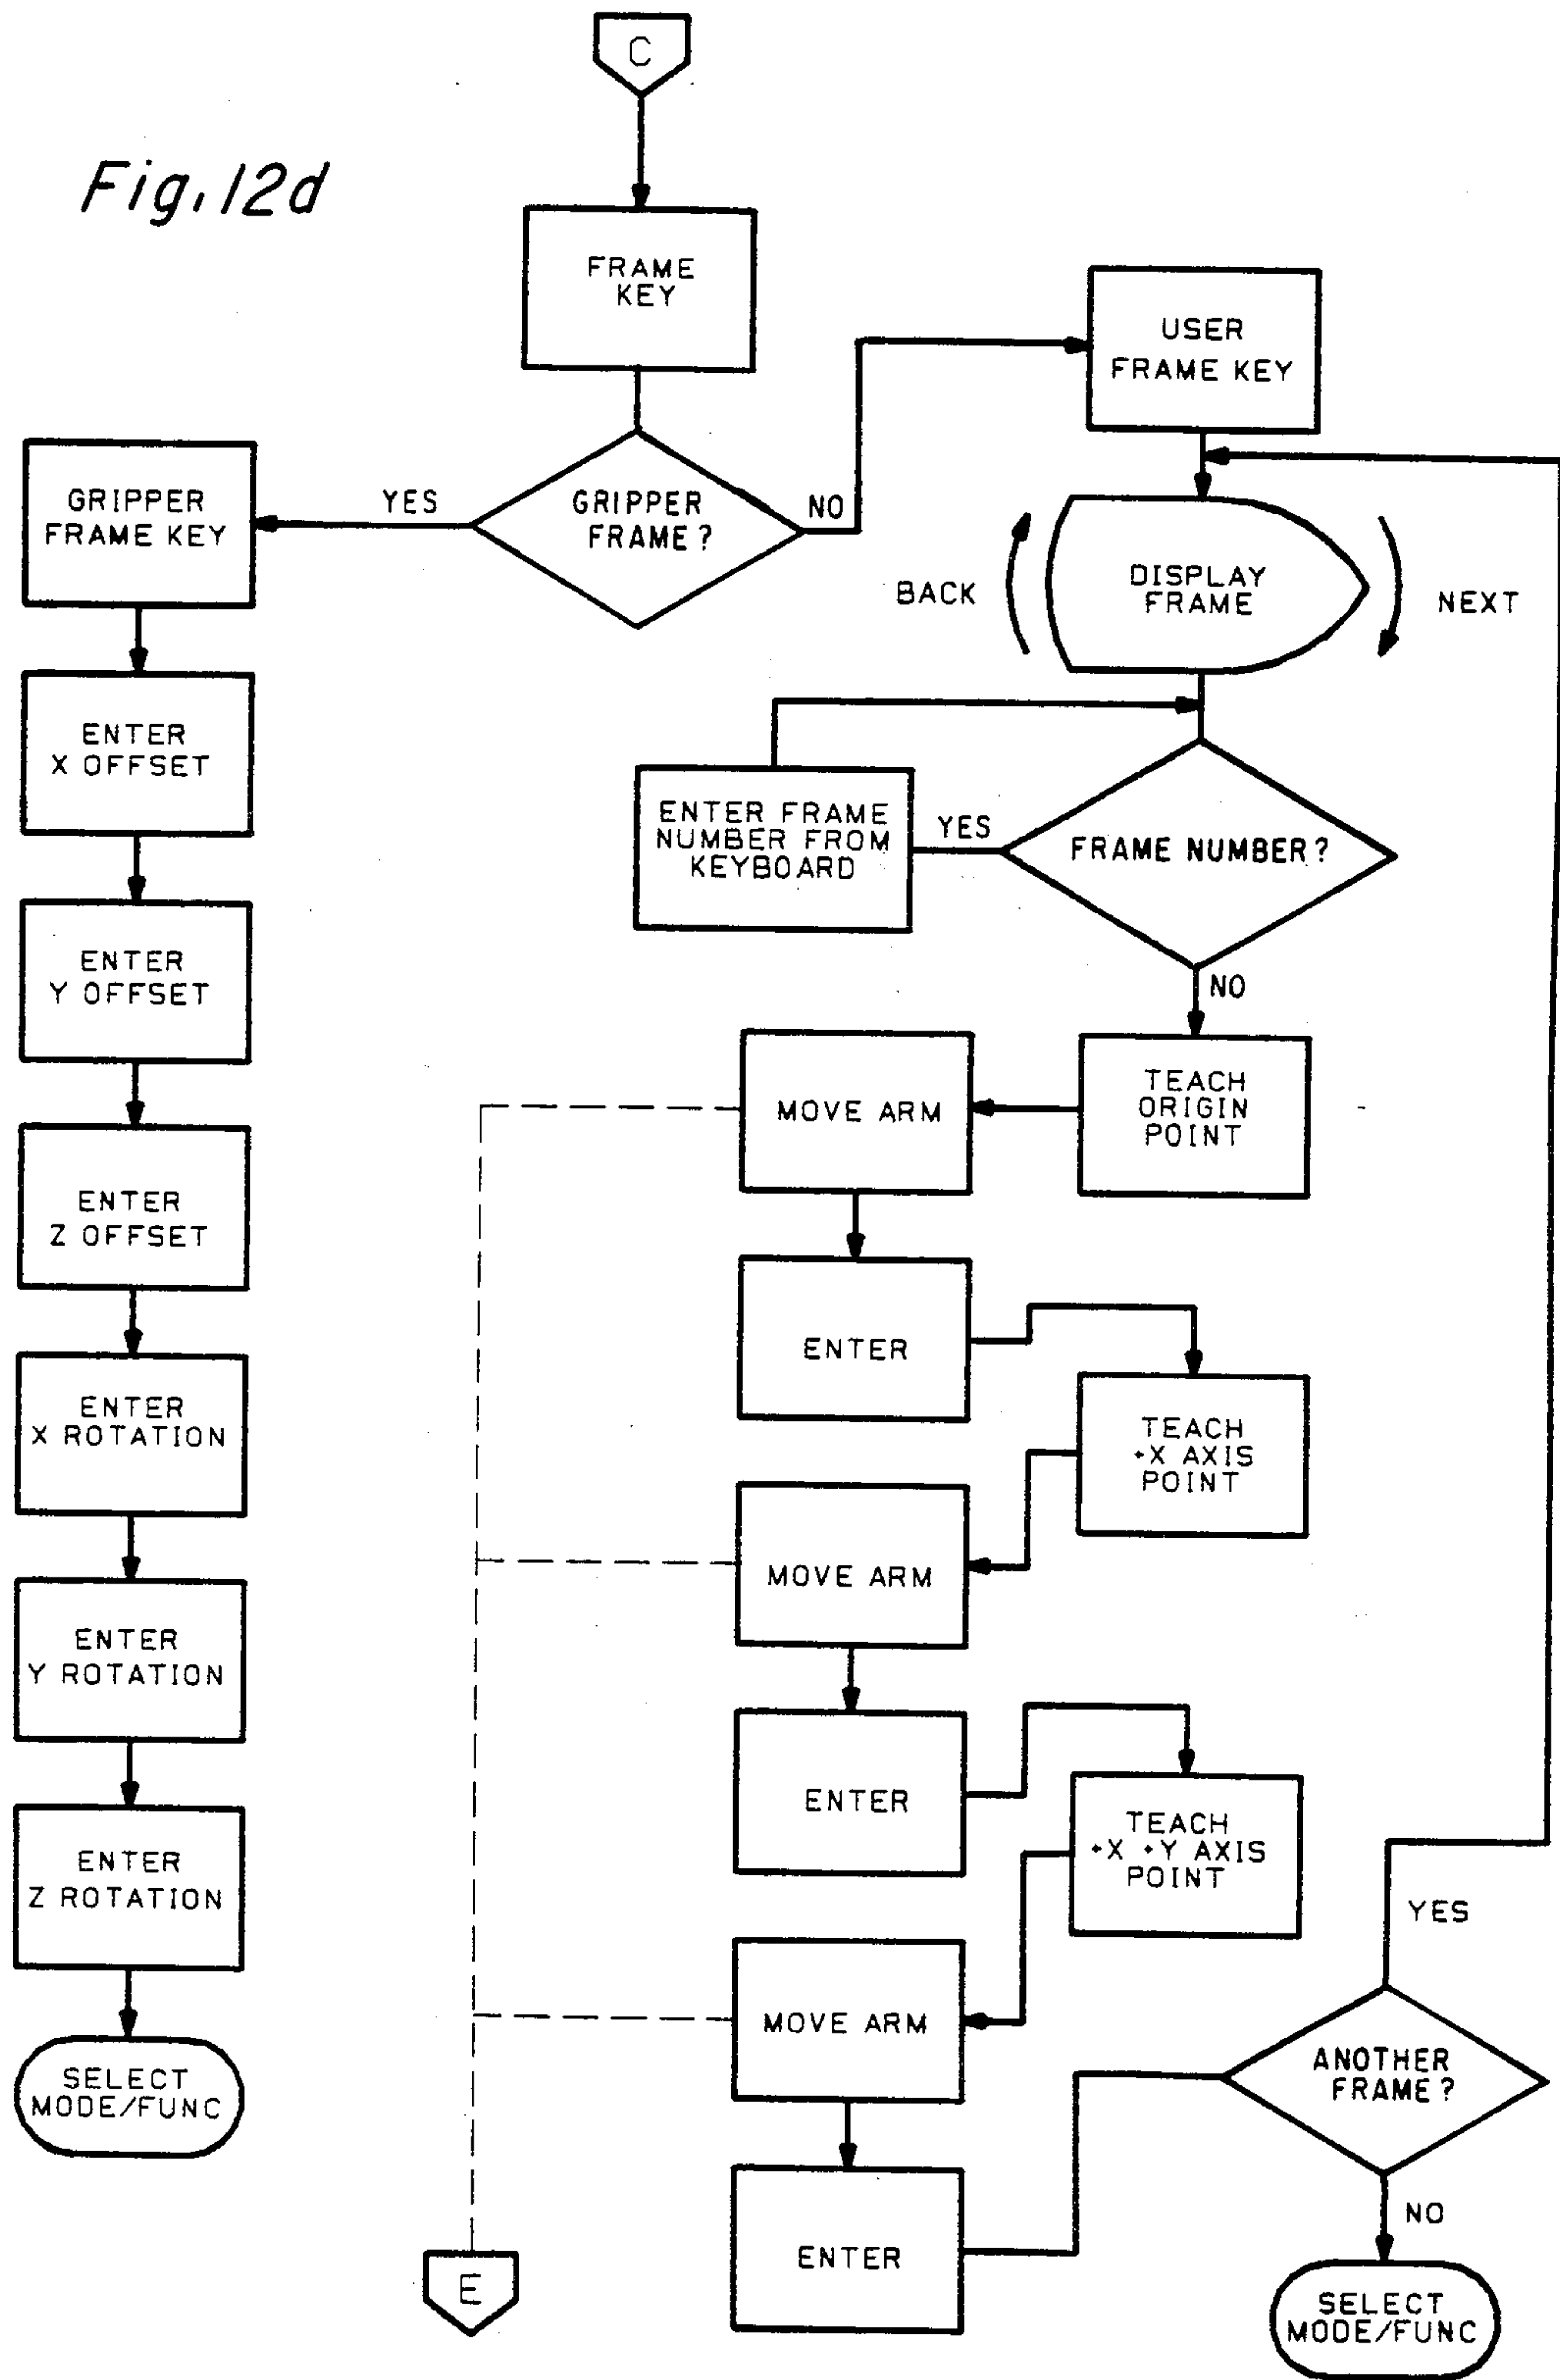 C
Fig. 12d
FRAME
KEY
USER
FRAME KEY
GRIPPER
FRAME KEY
YES
GRIPPER
FRAME?
NO
BACK
DISPLAY
FRAME
NEXT
ENTER
X OFFSET
ENTER FRAME
NUMBER FROM
KEYBOARD
YES
FRAME NUMBER?
ENTER
Y OFFSET
NO
MOVE ARM
TEACH
ORIGIN
POINT
ENTER
Z OFFSET
ENTER
ENTER
X ROTATION
TEACH
+X AXIS
POINT
MOVE ARM
ENTER
Y ROTATION
ENTER
TEACH
+X +Y AXIS
POINT
ENTER
Z ROTATION
YES
MOVE ARM
SELECT
MODE/FUNC
ANOTHER
FRAME?
NO
ENTER
E
SELECT
MODE/FUNC